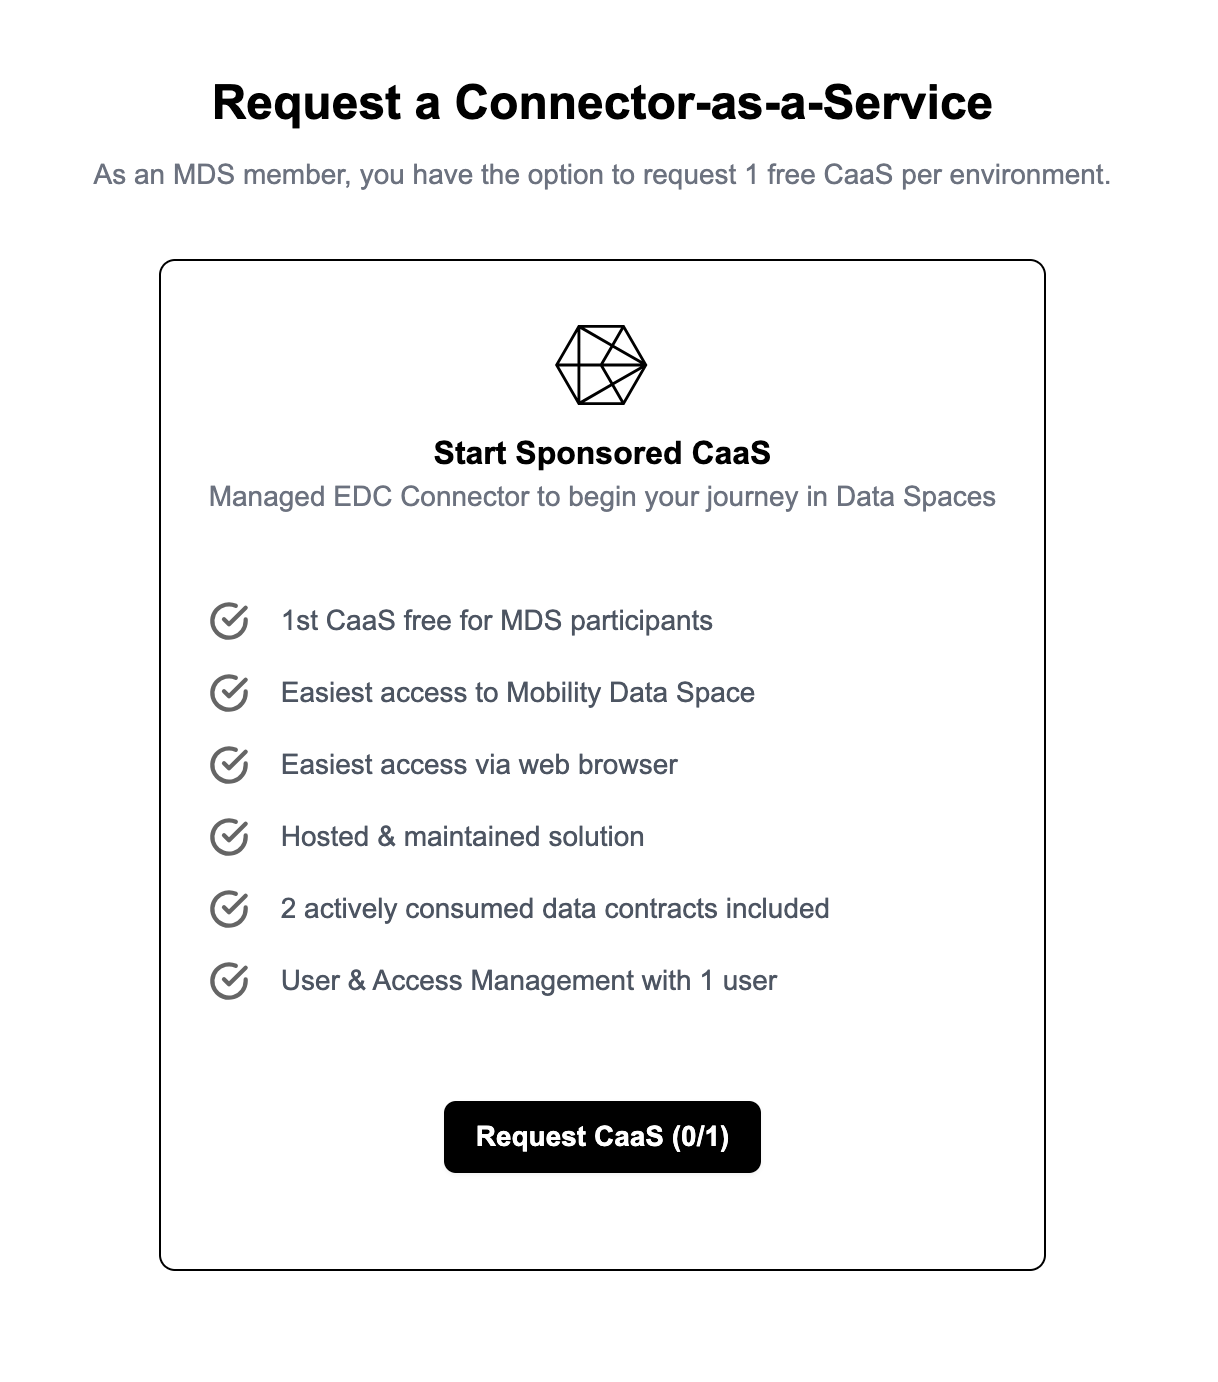 Request a Connector-as-a-Service
As an MDS member, you have the option to request 1 free CaaS per environment.
Start Sponsored CaaS
Managed EDC Connector to begin your journey in Data Spaces
1st CaaS free for MDS participants
Easiest access to Mobility Data Space
Easiest access via web browser
Hosted & maintained solution
2 actively consumed data contracts included
User & Access Management with 1 user
Request CaaS (0/1)